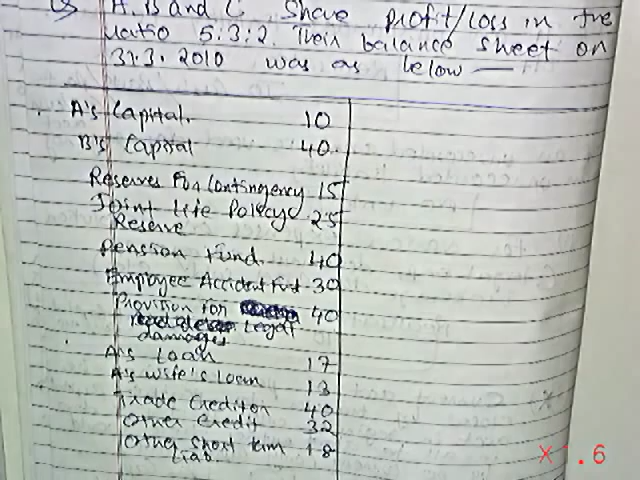 Q A, B and C Share profit/loss in the
ratio 5:3:2. Their balance sheet on
31.3.2010 was as below —
A's Capital. 10
B's Capital 40.
Reserves For Contingency 15
Joint Life Policy 25
Reserve
Pension Fund. 40
Employee Accident Fund 30
Provision for 40
Legal
damages
A's Loan 17
A's Wife's Loan 13
Trade Creditor 40
Other Credit 32
Other Short term 18
Liab.
X1.6